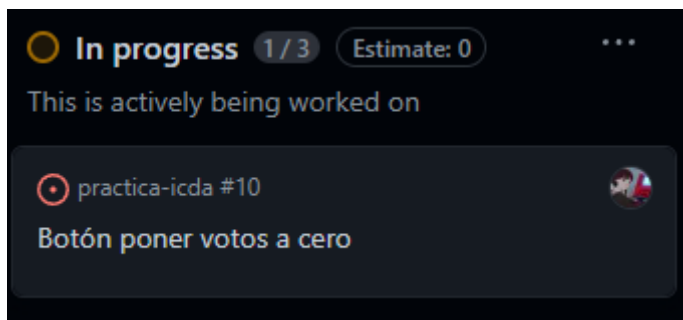 In progress 1 / 3 Estimate: 0
This is actively being worked on
practica-icda #10
Botón poner votos a cero